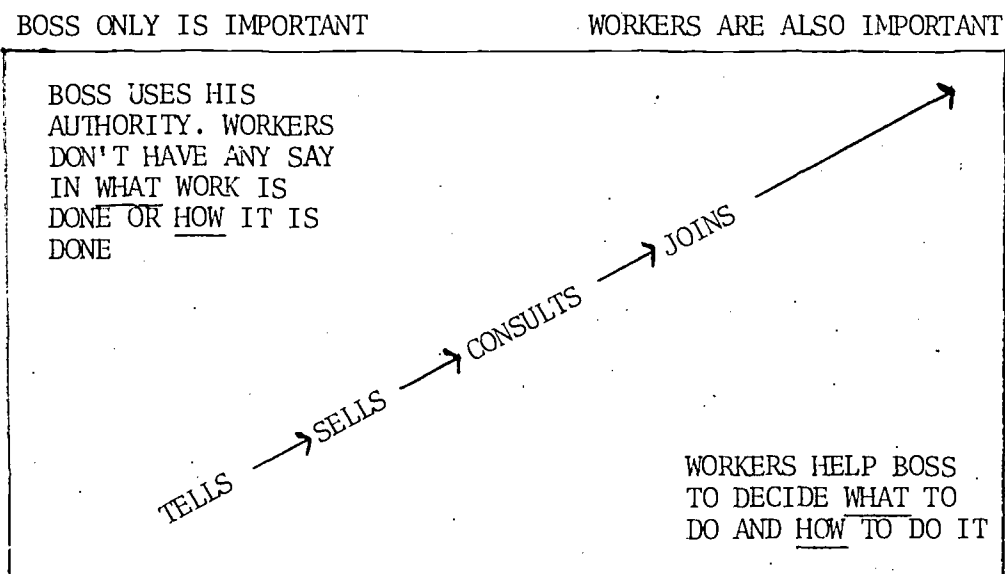 BOSS ONLY IS IMPORTANT
WORKERS ARE ALSO IMPORTANT
BOSS USES HIS
AUTHORITY. WORKERS
DON'T HAVE ANY SAY
IN WHAT WORK IS
DONE OR HOW IT IS
DONE
JOINS
CONSULTS
SELLS
TELLS
WORKERS HELP BOSS
TO DECIDE WHAT TO
DO AND HOW TO DO IT